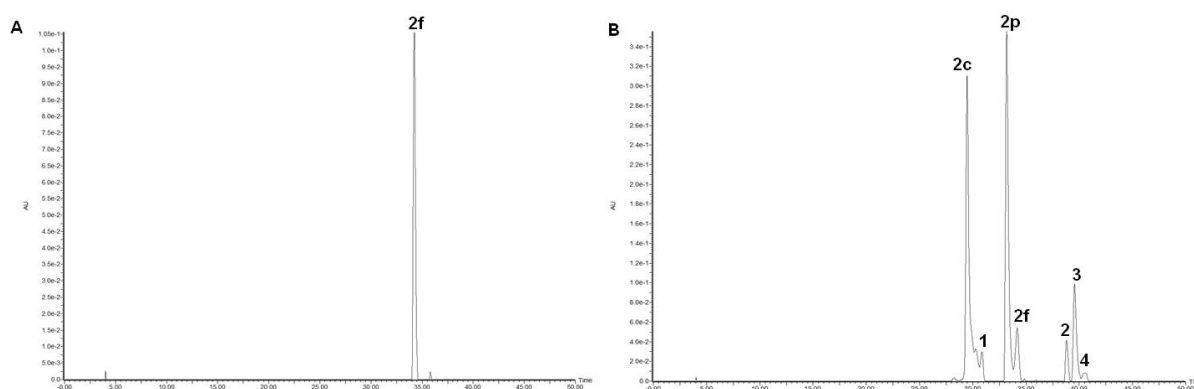 A
2f
1.05e-1
1.0e-1
9.5e-2
9.0e-2
8.5e-2
8.0e-2
7.5e-2
7.0e-2
6.5e-2
6.0e-2
5.5e-2
AU
5.0e-2
4.5e-2
4.0e-2
3.5e-2
3.0e-2
2.5e-2
2.0e-2
1.5e-2
1.0e-2
5.0e-3
0.0
-0.00 5.00 10.00 15.00 20.00 25.00 30.00 35.00 40.00 45.00 50.00 Time
B
2p
3.4e-1
2c
3.2e-1
3.0e-1
2.8e-1
2.6e-1
2.4e-1
2.2e-1
2.0e-1
AU
1.8e-1
1.6e-1
1.4e-1
1.2e-1
3
1.0e-1
8.0e-2
2f
6.0e-2
2
4.0e-2
1
4
2.0e-2
0.0